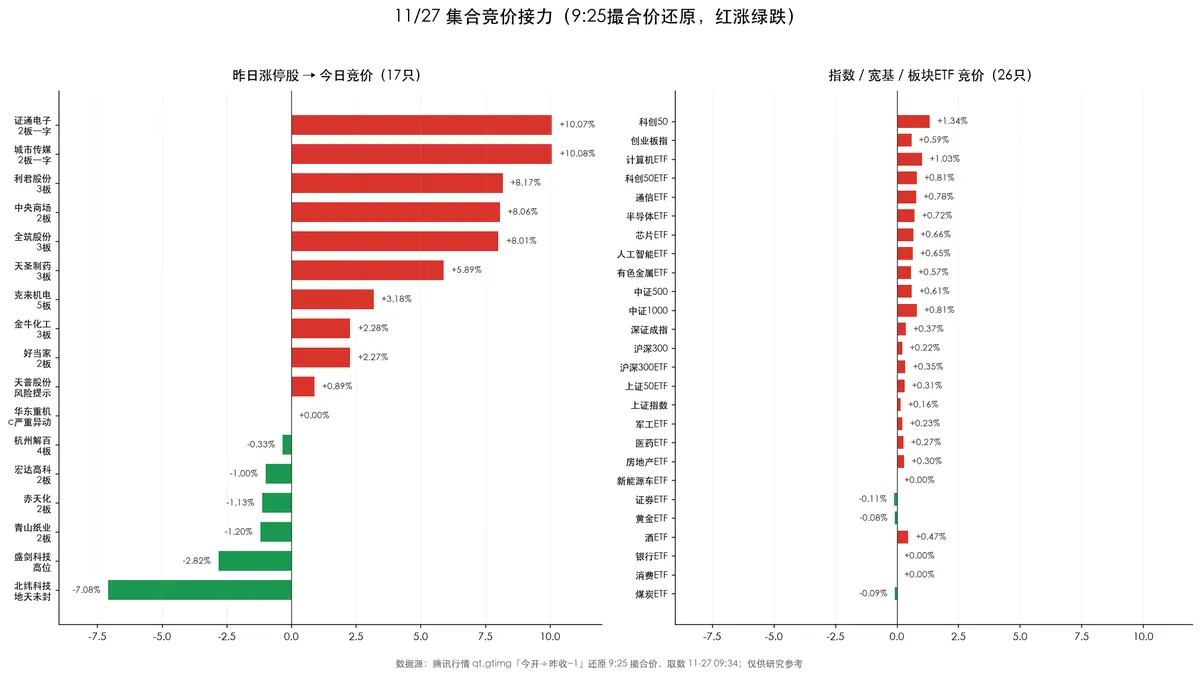 11/27 集合竞价接力（9:25撮合价还原，红涨绿跌）
昨日涨停股 → 今日竞价（17只）
证通电子
2板一字
+10.07%
城市传媒
2板一字
+10.08%
利君股份
3板
+8.17%
中央商场
2板
+8.06%
全筑股份
3板
+8.01%
天圣制药
3板
+5.89%
克来机电
5板
+3.18%
金牛化工
3板
+2.28%
好当家
2板
+2.27%
天普股份
风险提示
+0.89%
华东重机
c严重异动
+0.00%
杭州解百
4板
-0.33%
宏达高科
2板
-1.00%
赤天化
2板
-1.13%
青山纸业
2板
-1.20%
盛剑科技
高位
-2.82%
北纬科技
地天未封
-7.08%
-7.5 -5.0 -2.5 0.0 2.5 5.0 7.5 10.0
指数 / 宽基 / 板块ETF 竞价（26只）
科创50 +1.34%
创业板指 +0.59%
计算机ETF +1.03%
科创50ETF +0.81%
通信ETF +0.78%
半导体ETF +0.72%
芯片ETF +0.66%
人工智能ETF +0.65%
有色金属ETF +0.57%
中证500 +0.61%
中证1000 +0.81%
深证成指 +0.37%
沪深300 +0.22%
沪深300ETF +0.35%
上证50ETF +0.31%
上证指数 +0.16%
军工ETF +0.23%
医药ETF +0.27%
房地产ETF +0.30%
新能源车ETF +0.00%
证券ETF -0.11%
黄金ETF -0.08%
酒ETF +0.47%
银行ETF +0.00%
消费ETF +0.00%
煤炭ETF -0.09%
-7.5 -5.0 -2.5 0.0 2.5 5.0 7.5 10.0
数据源：腾讯行情 qt.gtimg「今开÷昨收−1」还原 9:25 撮合价，取数 11-27 09:34；仅供研究参考